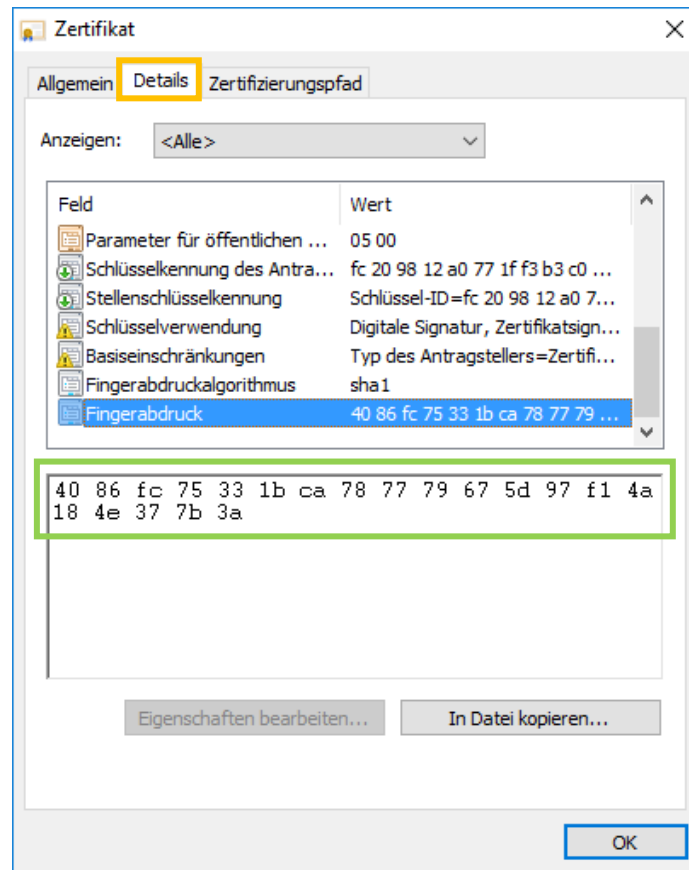 Zertifikat
Allgemein Details Zertifizierungspfad
Anzeigen: <Alle>
Feld Wert
Parameter für öffentlichen ... 05 00
Schlüsselkennung des Antra... fc 20 98 12 a0 77 1f f3 b3 c0 ...
Stellenschlüsselkennung Schlüssel-ID=fc 20 98 12 a0 7...
Schlüsselverwendung Digitale Signatur, Zertifikatsign...
Basiseinschränkungen Typ des Antragstellers=Zertifi...
Fingerabdruckalgorithmus sha1
Fingerabdruck 40 86 fc 75 33 1b ca 78 77 79 ...
40 86 fc 75 33 1b ca 78 77 79 67 5d 97 f1 4a
18 4e 37 7b 3a
Eigenschaften bearbeiten... In Datei kopieren...
OK